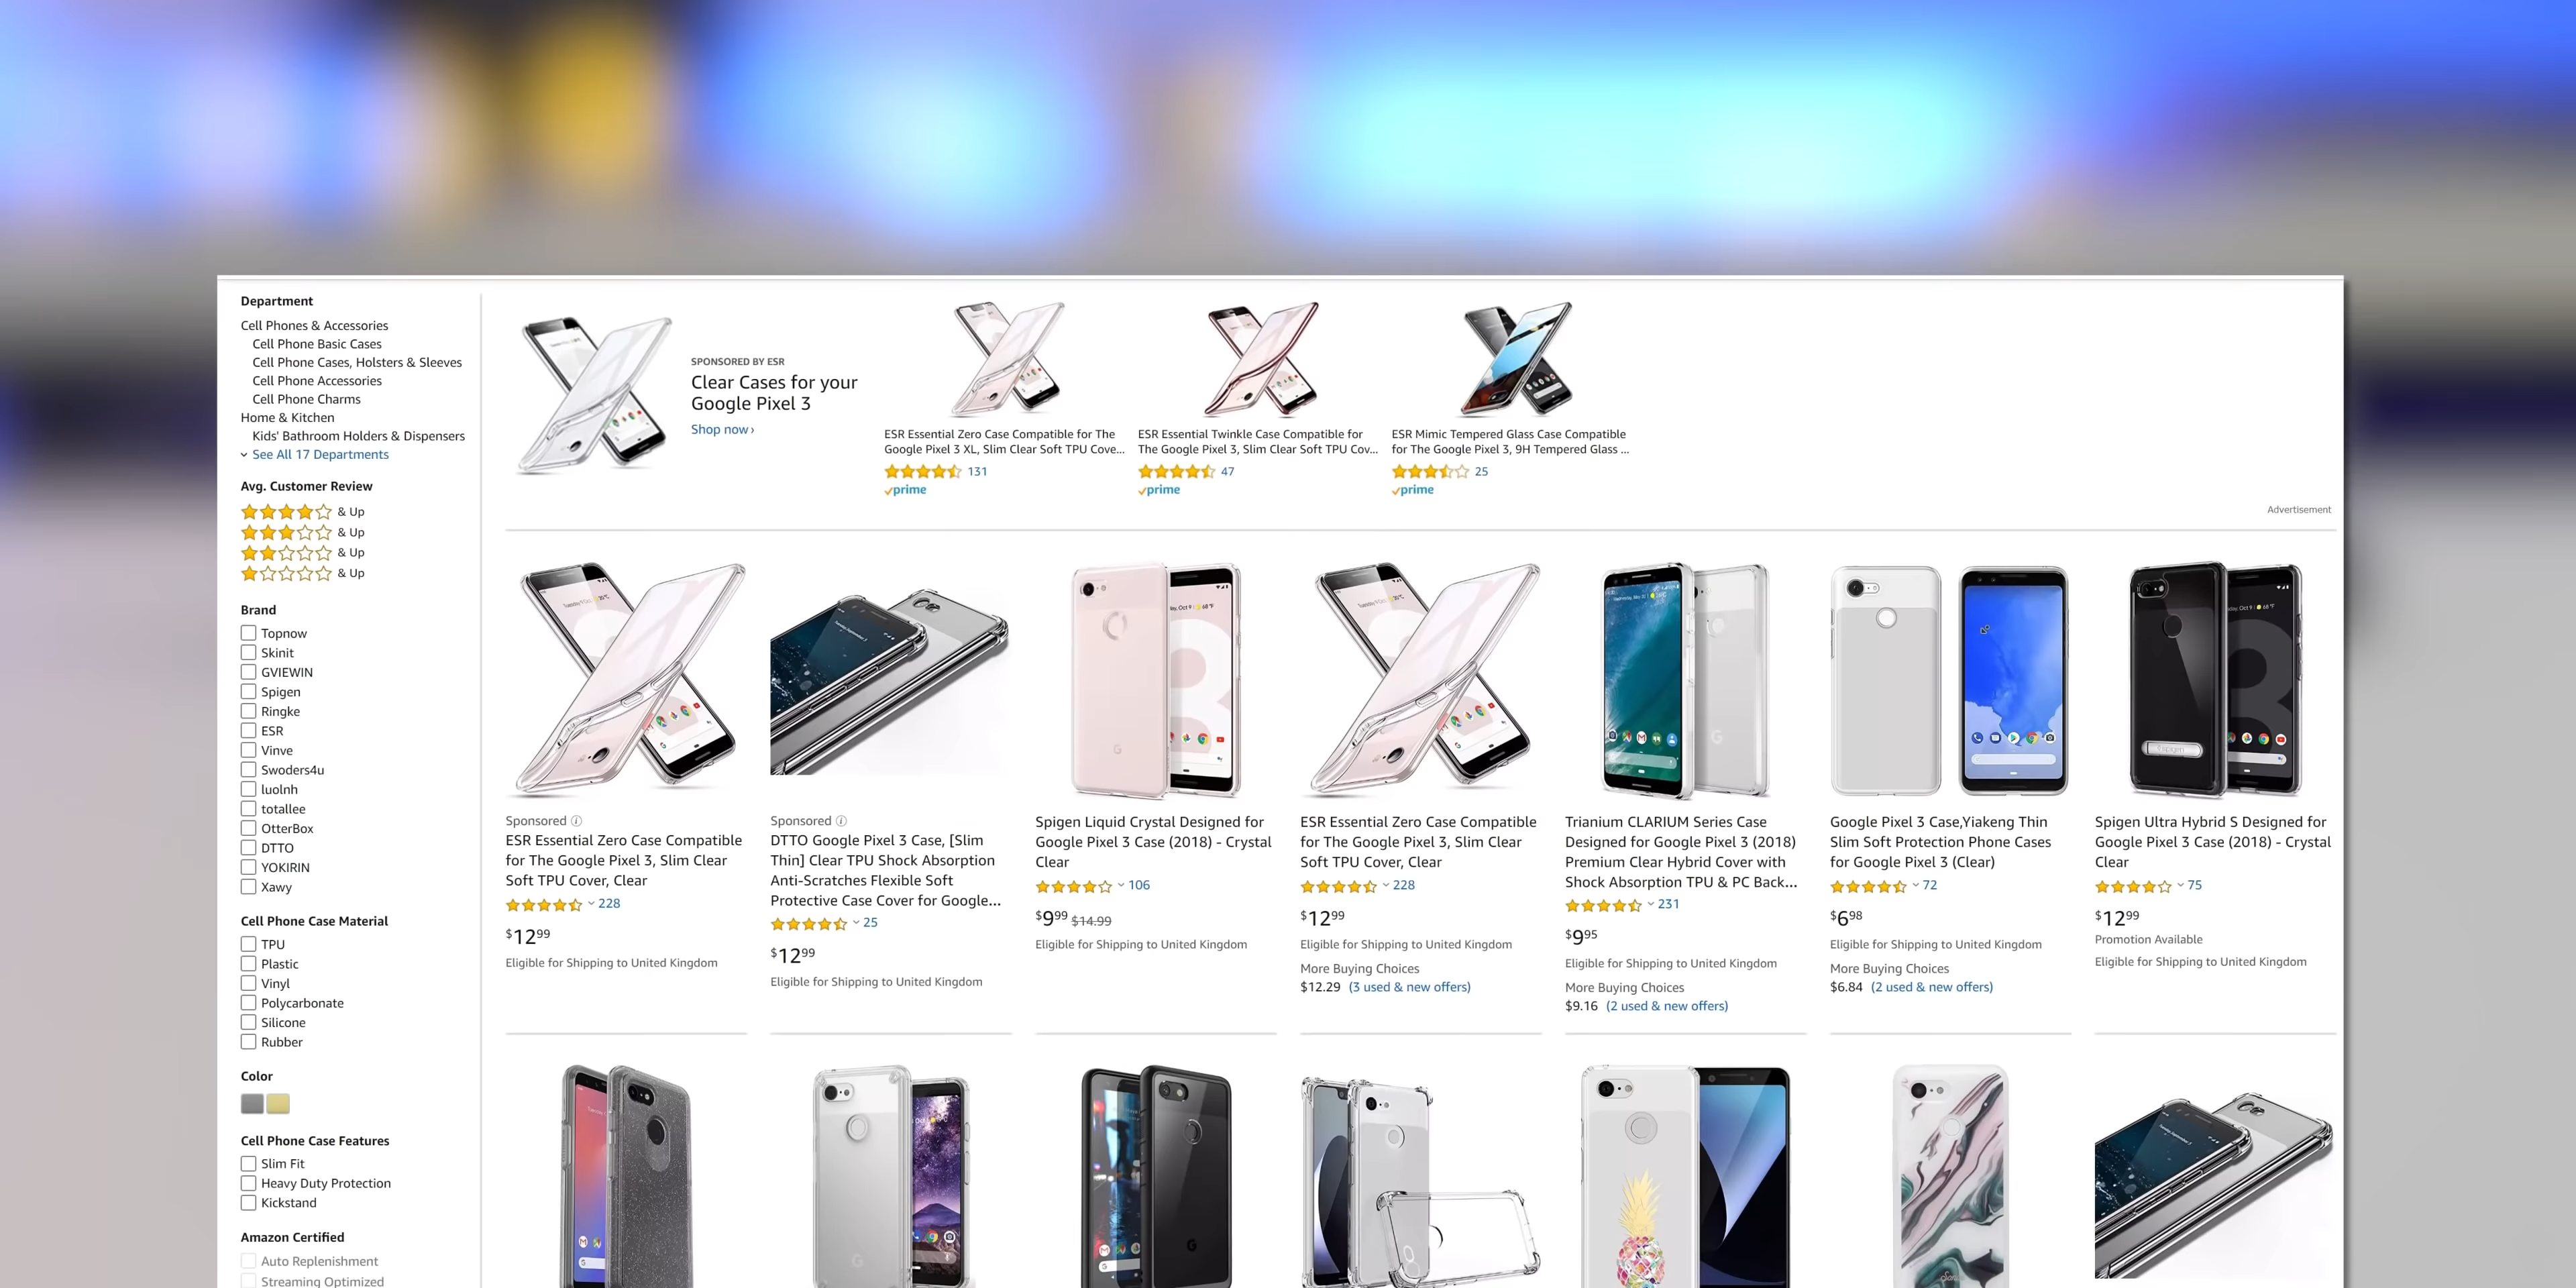 Department
Cell Phones & Accessories
Cell Phone Basic Cases
Cell Phone Cases, Holsters & Sleeves
Cell Phone Accessories
Cell Phone Charms
Home & Kitchen
Kids' Bathroom Holders & Dispensers
See All 17 Departments
Avg. Customer Review
& Up
& Up
& Up
& Up
Brand
Topnow
Skinit
GVIEWIN
Spigen
Ringke
ESR
Vinve
Swoders4u
luolnh
totallee
OtterBox
DTTO
YOKIRIN
Xawy
Cell Phone Case Material
TPU
Plastic
Vinyl
Polycarbonate
Silicone
Rubber
Color
Cell Phone Case Features
Slim Fit
Heavy Duty Protection
Kickstand
Amazon Certified
Auto Replenishment
Streaming Optimized
SPONSORED BY ESR
Clear Cases for your
Google Pixel 3
Shop now ›
ESR Essential Zero Case Compatible for The
Google Pixel 3 XL, Slim Clear Soft TPU Cove...
131
prime
ESR Essential Twinkle Case Compatible for
The Google Pixel 3, Slim Clear Soft TPU Cov...
47
prime
ESR Mimic Tempered Glass Case Compatible
for The Google Pixel 3, 9H Tempered Glass ...
25
prime
Advertisement
Sponsored
ESR Essential Zero Case Compatible
for The Google Pixel 3, Slim Clear
Soft TPU Cover, Clear
228
$12 99
Eligible for Shipping to United Kingdom
Sponsored
DTTO Google Pixel 3 Case, [Slim
Thin] Clear TPU Shock Absorption
Anti-Scratches Flexible Soft
Protective Case Cover for Google...
25
$12 99
Eligible for Shipping to United Kingdom
Spigen Liquid Crystal Designed for
Google Pixel 3 Case (2018) - Crystal
Clear
106
$9 99 $14.99
Eligible for Shipping to United Kingdom
ESR Essential Zero Case Compatible
for The Google Pixel 3, Slim Clear
Soft TPU Cover, Clear
228
$12 99
Eligible for Shipping to United Kingdom
More Buying Choices
$12.29 (3 used & new offers)
Trianium CLARIUM Series Case
Designed for Google Pixel 3 (2018)
Premium Clear Hybrid Cover with
Shock Absorption TPU & PC Back...
231
$9 95
Eligible for Shipping to United Kingdom
More Buying Choices
$9.16 (2 used & new offers)
Google Pixel 3 Case,Yiakeng Thin
Slim Soft Protection Phone Cases
for Google Pixel 3 (Clear)
72
$6 98
Eligible for Shipping to United Kingdom
More Buying Choices
$6.84 (2 used & new offers)
Spigen
Spigen Ultra Hybrid S Designed for
Google Pixel 3 Case (2018) - Crystal
Clear
75
$12 99
Promotion Available
Eligible for Shipping to United Kingdom